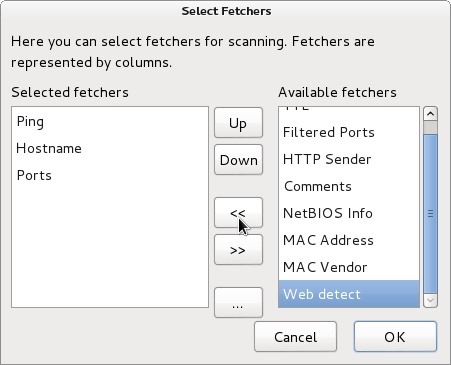 Select Fetchers
Here you can select fetchers for scanning. Fetchers are
represented by columns.
Selected fetchers
Ping
Hostname
Ports
Up
Down
<<
>>
...
Available fetchers
TTL
Filtered Ports
HTTP Sender
Comments
NetBIOS Info
MAC Address
MAC Vendor
Web detect
Cancel
OK